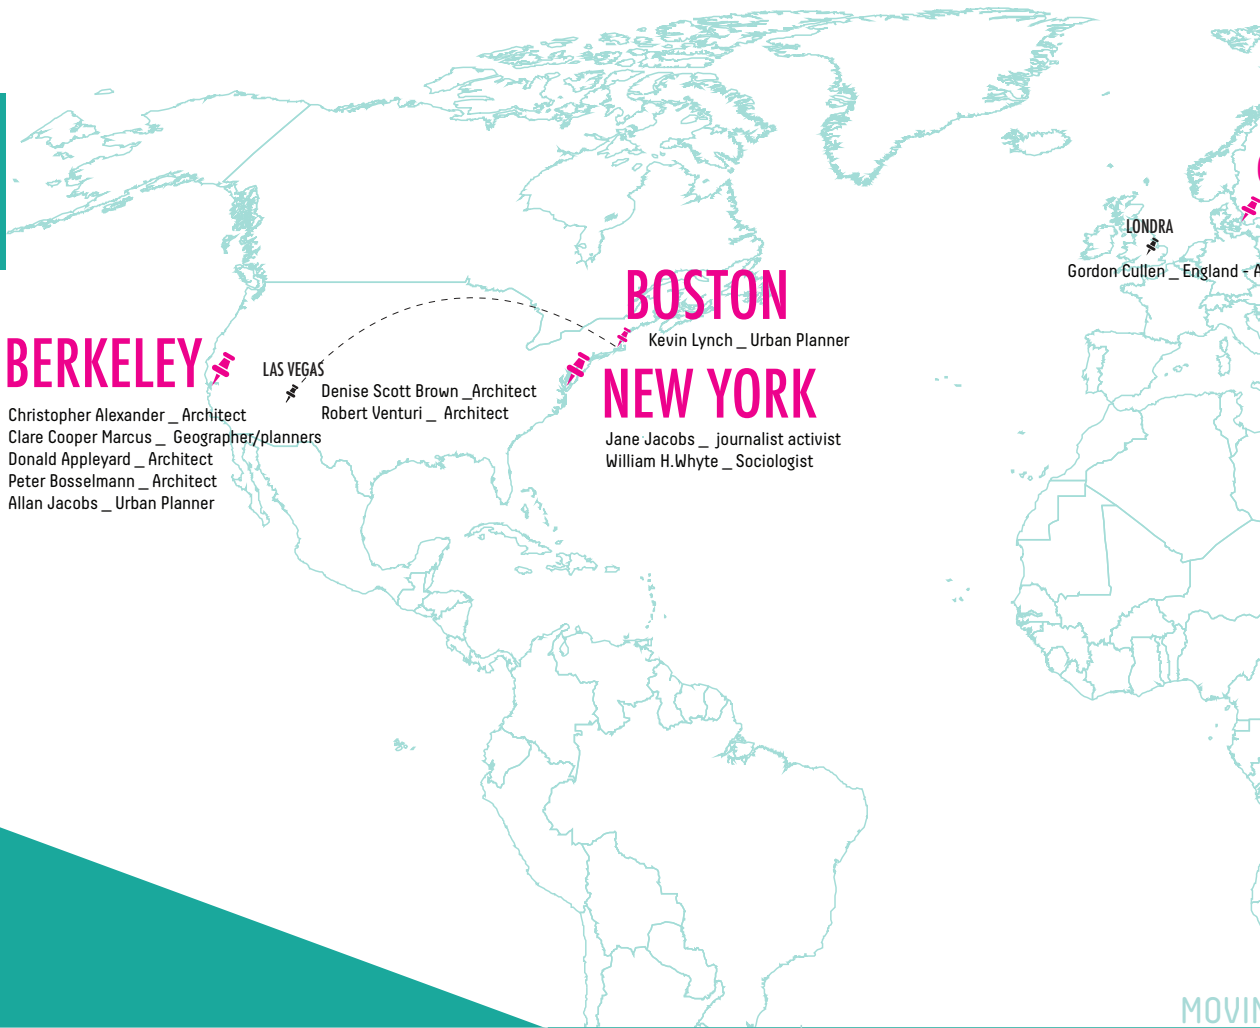 LONDRA
Gordon Cullen _ England -
BOSTON
Kevin Lynch _ Urban Planner
BERKELEY
LAS VEGAS
NEW YORK
Denise Scott Brown _Architect
Robert Venturi _ Architect
Christopher Alexander _ Architect
Clare Cooper Marcus _ Geographer/planners
Donald Appleyard _ Architect
Peter Bosselmann _ Architect
Allan Jacobs _ Urban Planner
Jane Jacobs _ journalist activist
William H.Whyte _ Sociologist